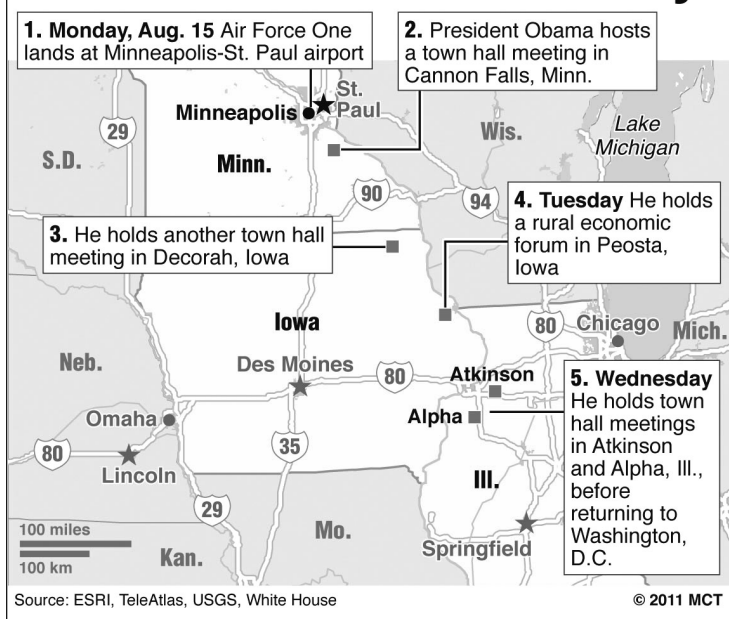 1. Monday, Aug. 15 Air Force One
lands at Minneapolis-St. Paul airport
2. President Obama hosts
a town hall meeting in
Cannon Falls, Minn.
St.
Paul
Minneapolis
29
Wis.
Lake
Michigan
S.D.
Minn.
90
94
4. Tuesday He holds
a rural economic
forum in Peosta,
Iowa
3. He holds another town hall
meeting in Decorah, Iowa
Iowa
80
Chicago
Mich.
Neb.
Des Moines
80
Atkinson
5. Wednesday
He holds town
hall meetings
in Atkinson
and Alpha, Ill.,
before
returning to
Washington,
D.C.
Omaha
Alpha
80
35
Lincoln
Ill.
29
100 miles
100 km
Mo.
Kan.
Springfield
Source: ESRI, TeleAtlas, USGS, White House
© 2011 MCT